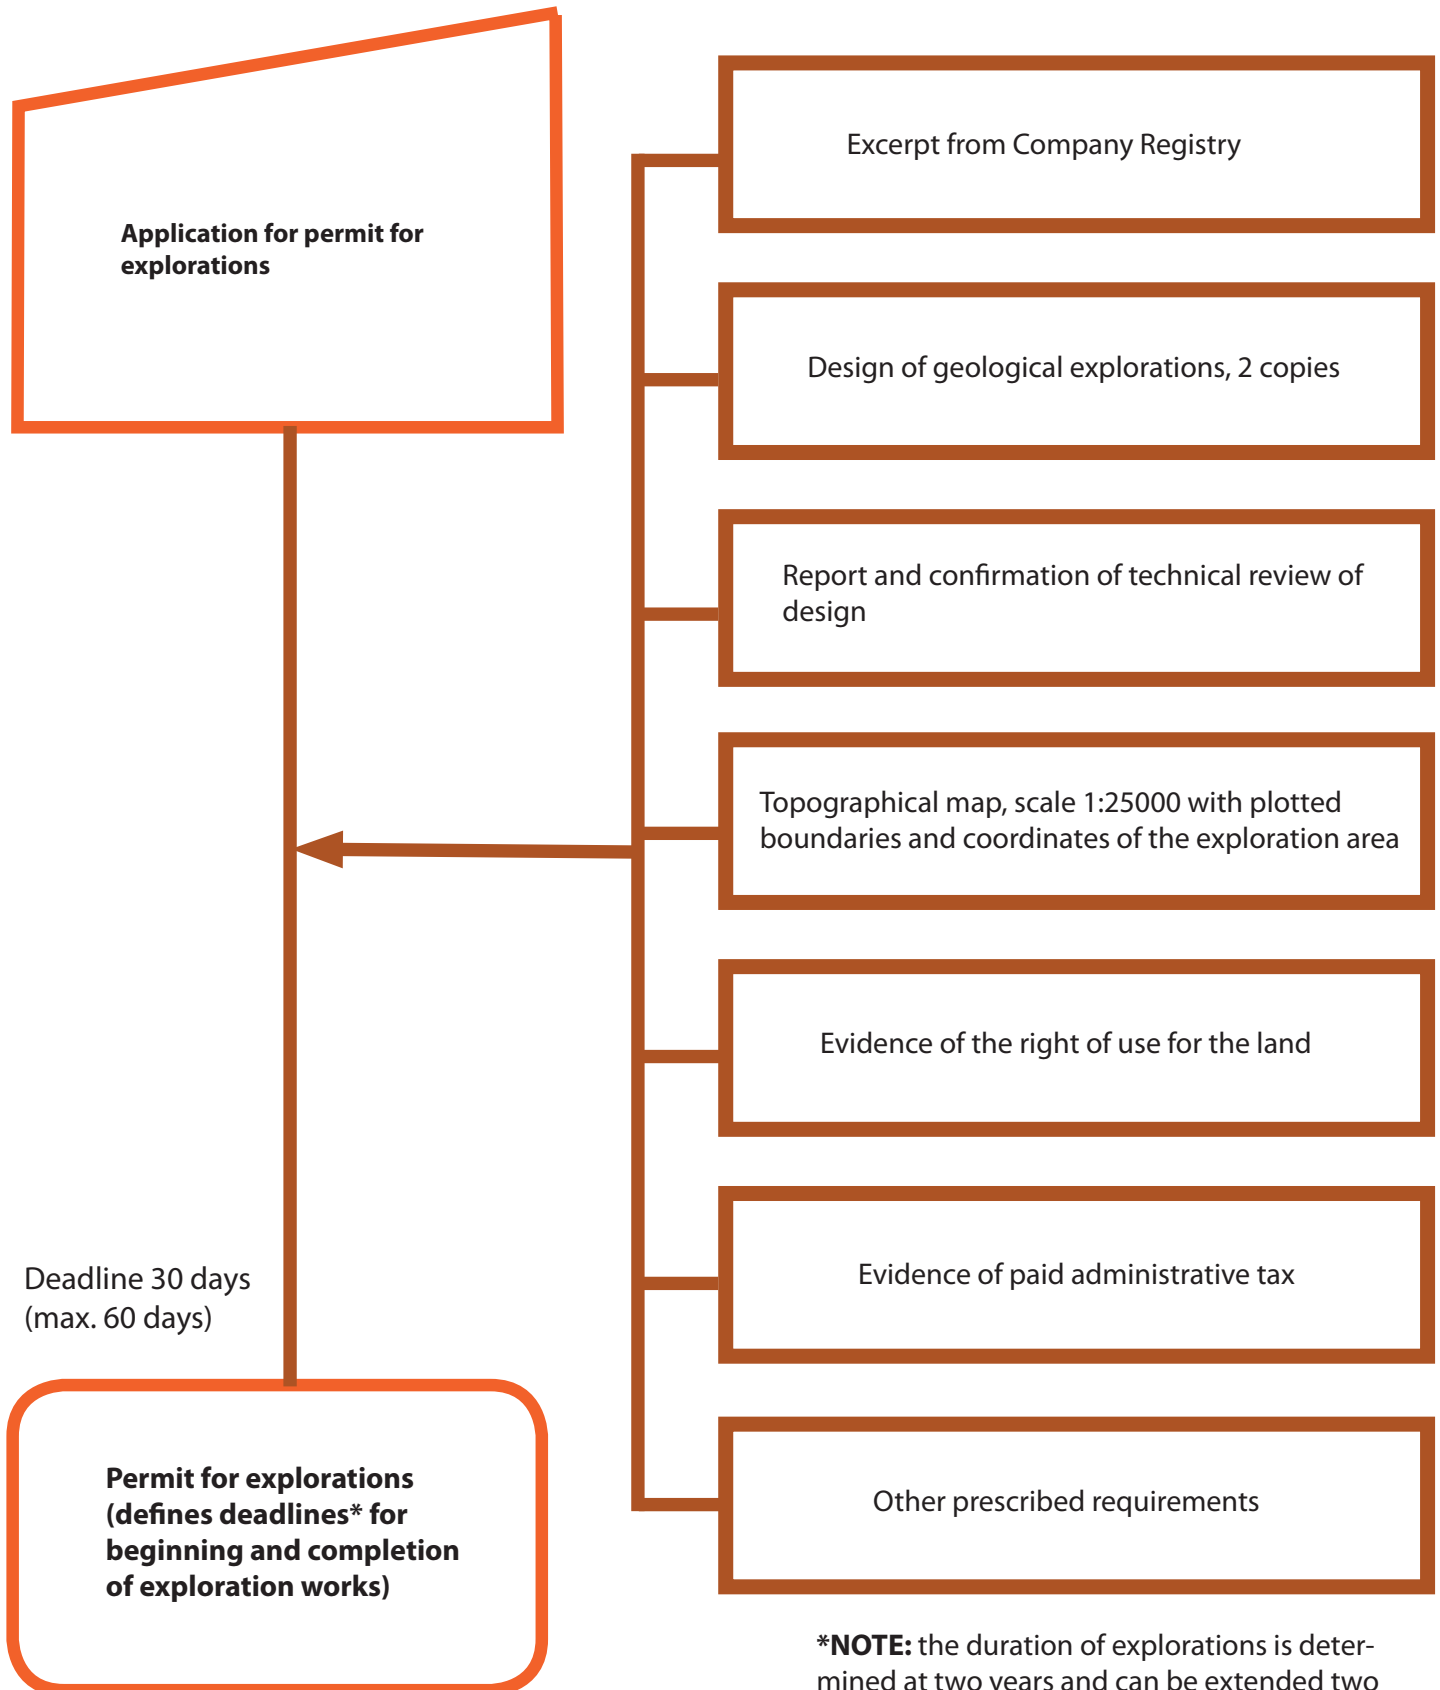 Application for permit for
explorations
Excerpt from Company Registry
Design of geological explorations, 2 copies
Report and confirmation of technical review of
design
Topographical map, scale 1:25000 with plotted
boundaries and coordinates of the exploration area
Evidence of the right of use for the land
Evidence of paid administrative tax
Other prescribed requirements
Deadline 30 days
(max. 60 days)
Permit for explorations
(defines deadlines* for
beginning and completion
of exploration works)
*NOTE: the duration of explorations is deter-
mined at two years and can be extended two